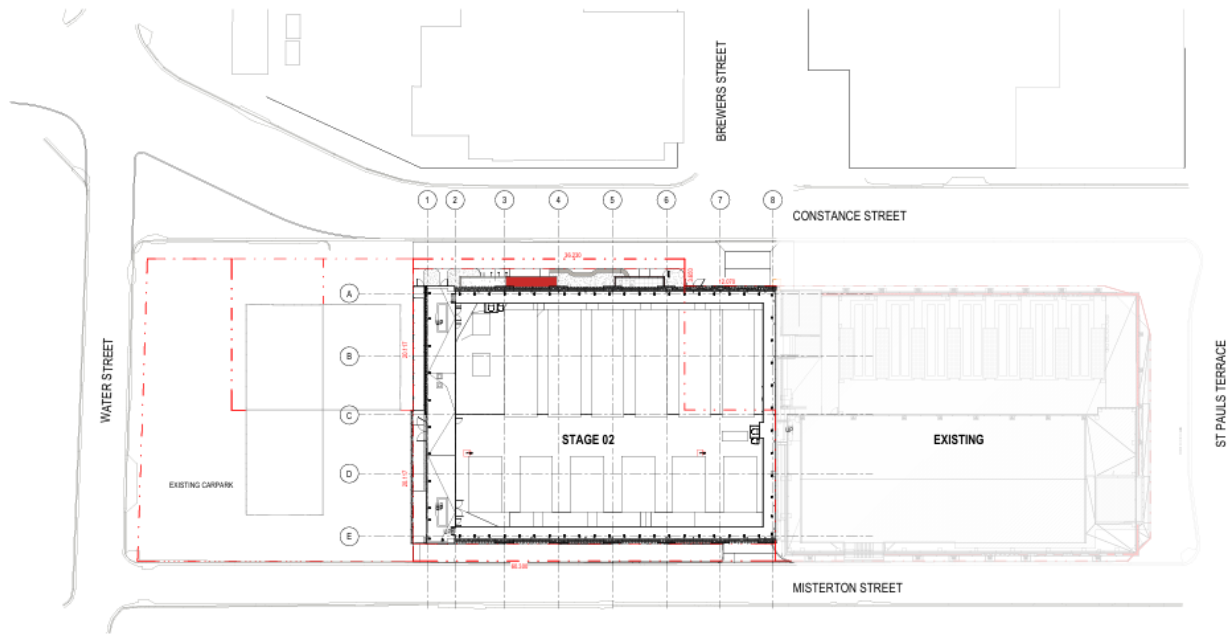 BREWERS STREET
1 2 3 4 5 6 7 8
CONSTANCE STREET
A
B
WATER STREET
ST PAULS TERRACE
C
STAGE 02
EXISTING
D
EXISTING CARPARK
E
MISTERTON STREET